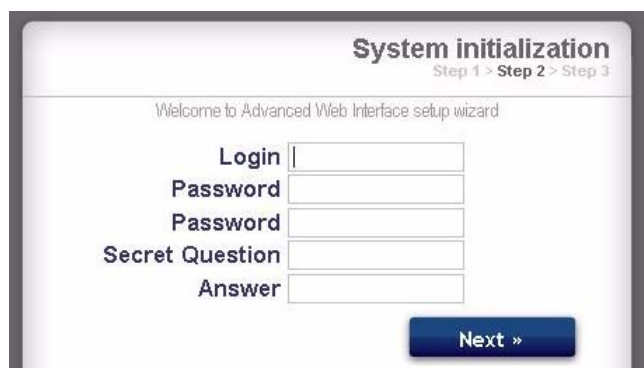 System initialization
Step 1 > Step 2 > Step 3
Welcome to Advanced Web Interface setup wizard
Login
Password
Password
Secret Question
Answer
Next »